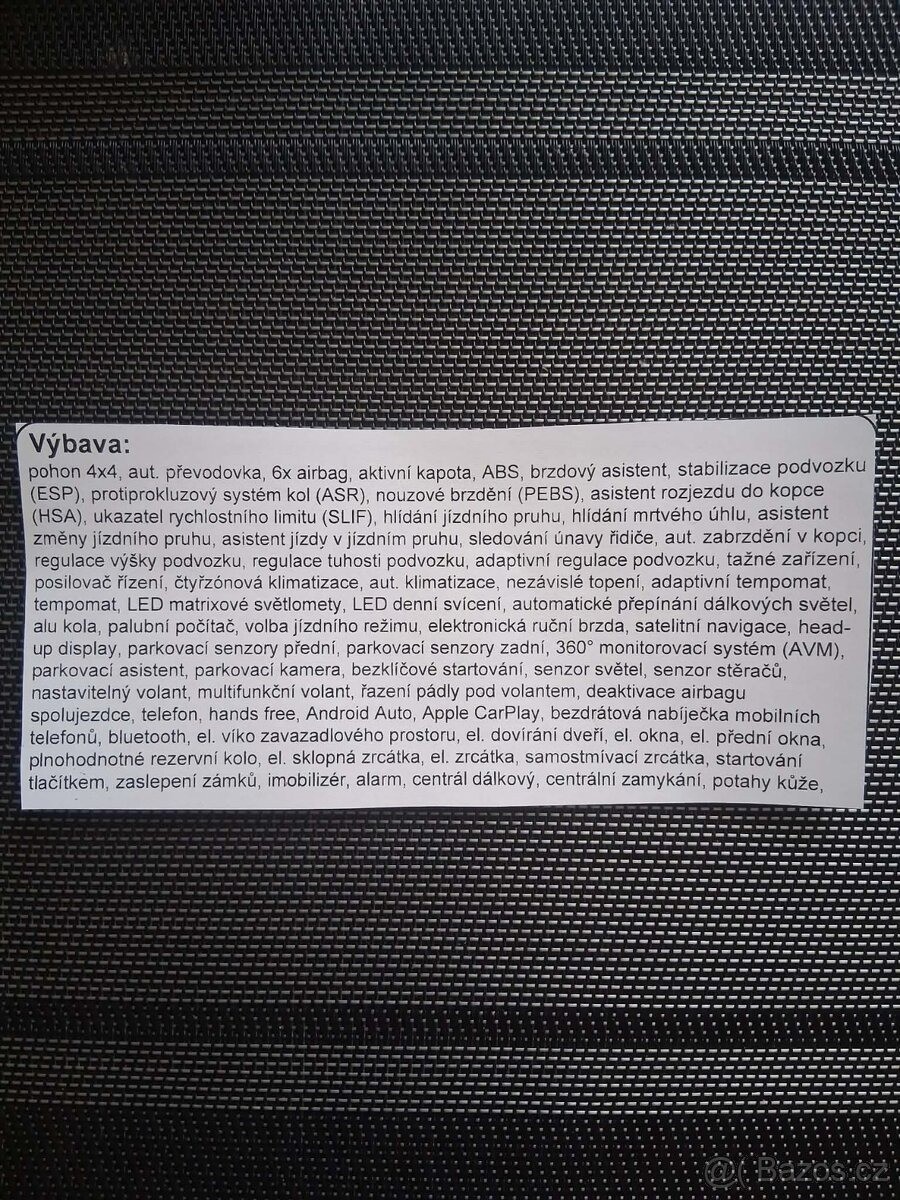 Výbava:
pohon 4x4, aut. převodovka, 6x airbag, aktivní kapota, ABS, brzdový asistent, stabilizace podvozku
(ESP), protiprokluzový systém kol (ASR), nouzové brzdění (PEBS), asistent rozjezdu do kopce
(HSA), ukazatel rychlostního limitu (SLIF), hlídání jízdního pruhu, hlídání mrtvého úhlu, asistent
změny jízdního pruhu, asistent jízdy v jízdním pruhu, sledování únavy řidiče, aut. zabrzdění v kopci,
regulace výšky podvozku, regulace tuhosti podvozku, adaptivní regulace podvozku, tažné zařízení,
posilovač řízení, čtyřzónová klimatizace, aut. klimatizace, nezávislé topení, adaptivní tempomat,
tempomat, LED matrixové světlomety, LED denní svícení, automatické přepínání dálkových světel,
alu kola, palubní počítač, volba jízdního režimu, elektronická ruční brzda, satelitní navigace, head-
up display, parkovací senzory přední, parkovací senzory zadní, 360° monitorovací systém (AVM),
parkovací asistent, parkovací kamera, bezklíčové startování, senzor světel, senzor stěračů,
nastavitelný volant, multifunkční volant, řazení pádly pod volantem, deaktivace airbagu
spolujezdce, telefon, hands free, Android Auto, Apple CarPlay, bezdrátová nabíječka mobilních
telefonů, bluetooth, el. víko zavazadlového prostoru, el. dovírání dveří, el. okna, el. přední okna,
plnohodnotné rezervní kolo, el. sklopná zrcátka, el. zrcátka, samostmívací zrcátka, startování
tlačítkem, zaslepení zámků, imobilizér, alarm, centrál dálkový, centrální zamykání, potahy kůže,
@( Bazos.cz